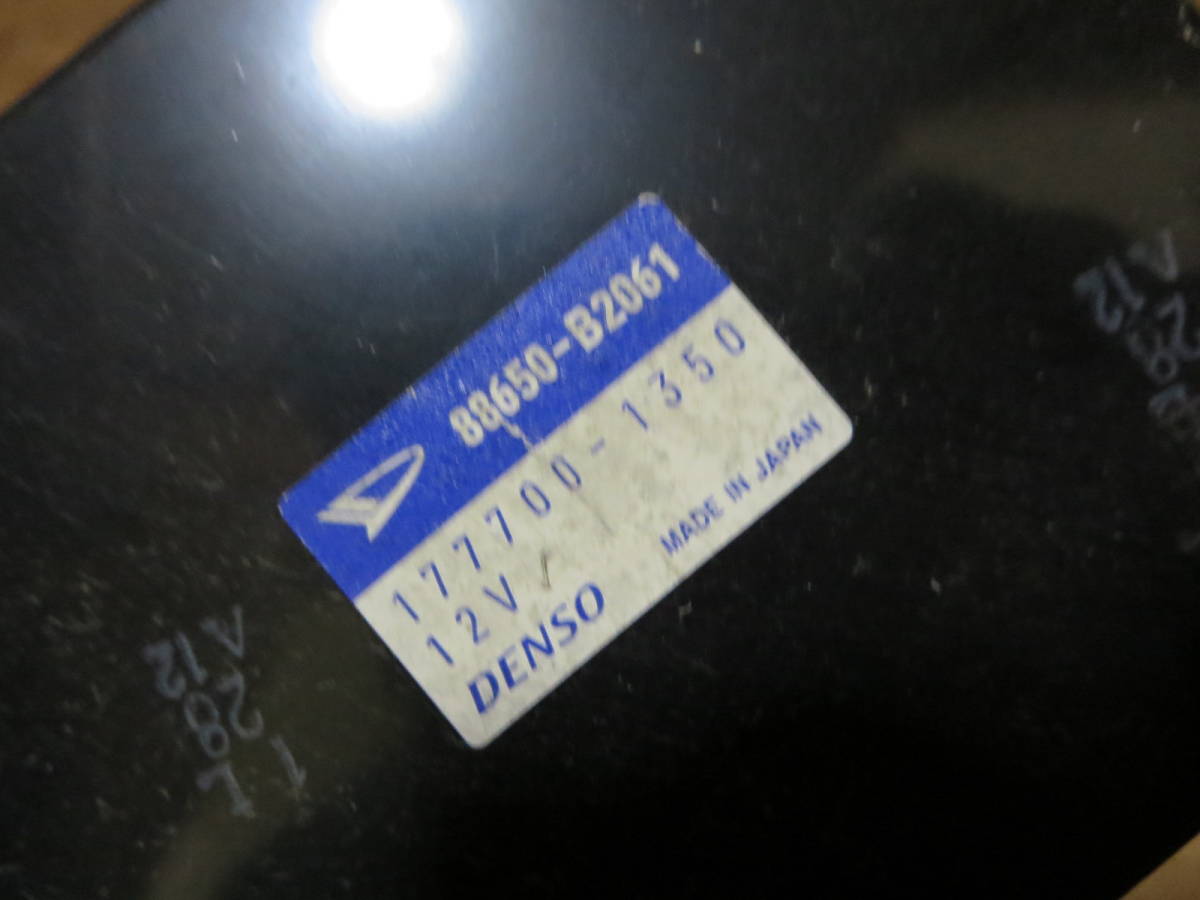 88650-B2061
177700-1350
12V
DENSO
MADE IN JAPAN